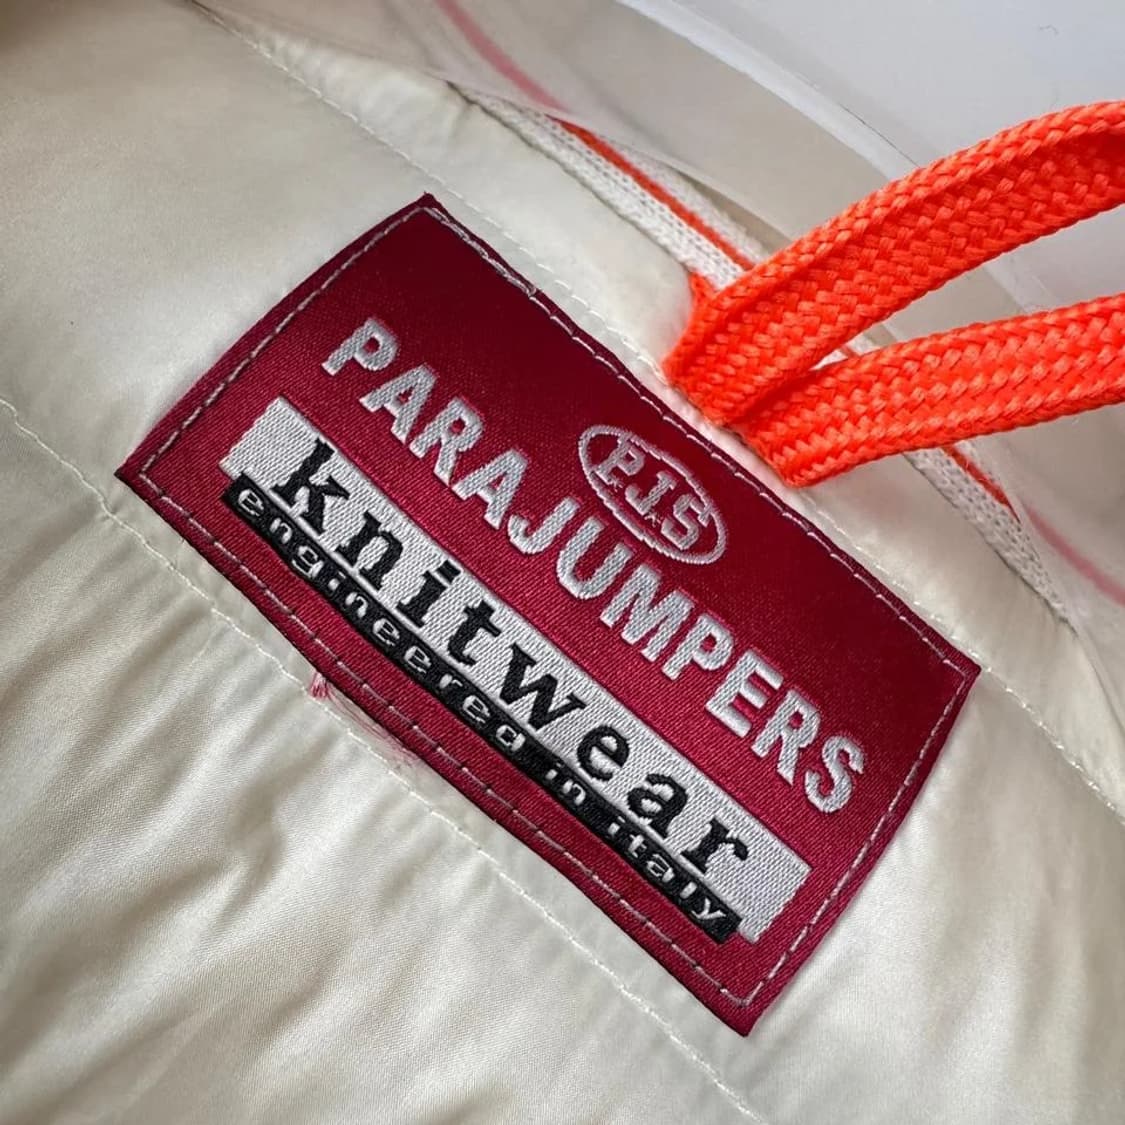 PJS
PARAJUMPERS
knitwear
engineered in italy